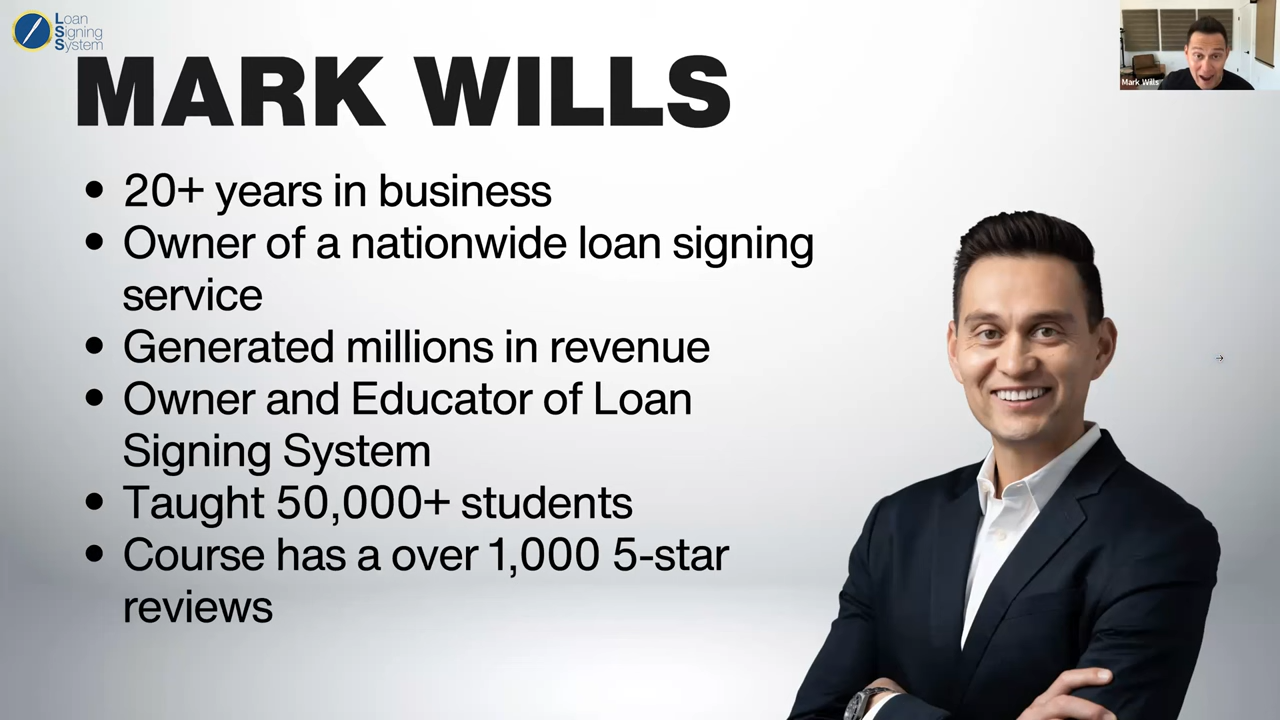 Loan
Signing
System
MARK WILLS
Mark Wills
• 20+ years in business
• Owner of a nationwide loan signing
service
• Generated millions in revenue
• Owner and Educator of Loan
Signing System
• Taught 50,000+ students
• Course has a over 1,000 5-star
reviews